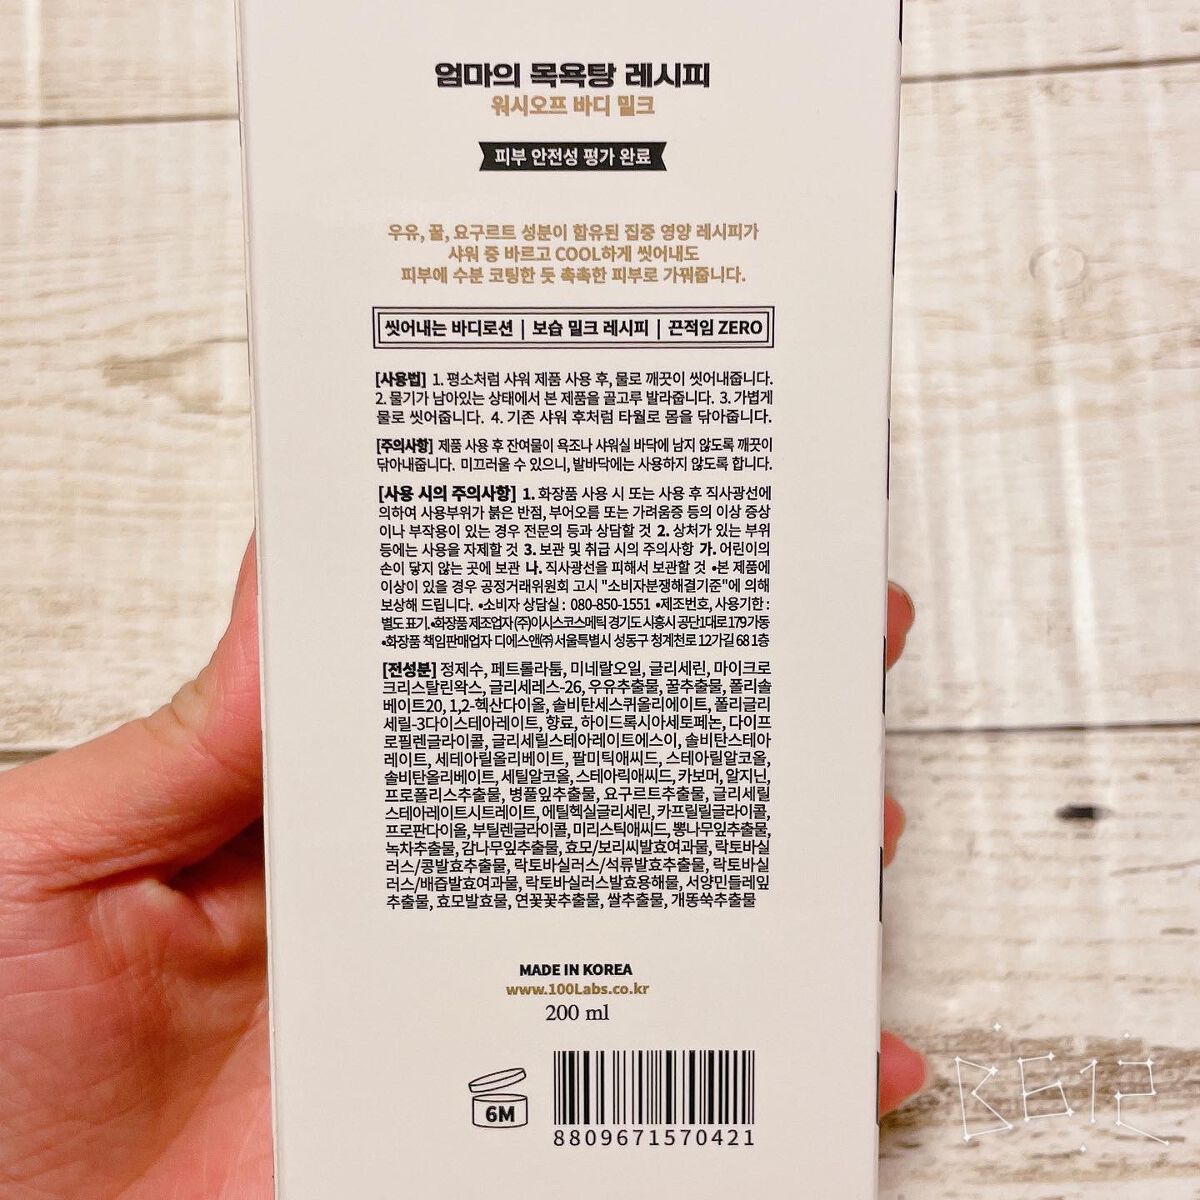 엄마의 목욕탕 레시피
워시오프 바디 밀크
피부 안전성 평가 완료
우유, 꿀, 요구르트 성분이 함유된 집중 영양 레시피가
샤워 중 바르고 COOL하게 씻어내도
피부에 수분 코팅한 듯 촉촉한 피부로 가꿔줍니다.
씻어내는 바디로션 | 보습 밀크 레시피 | 끈적임 ZERO
[사용법] 1. 평소처럼 샤워 제품 사용 후, 물로 깨끗이 씻어내줍니다.
2. 물기가 남아있는 상태에서 본 제품을 골고루 발라줍니다. 3. 가볍게
물로 씻어줍니다. 4. 기존 샤워 후처럼 타월로 몸을 닦아줍니다.
[주의사항] 제품 사용 후 잔여물이 욕조나 샤워실 바닥에 남지 않도록 깨끗이
닦아내줍니다. 미끄러울 수 있으니, 발바닥에는 사용하지 않도록 합니다.
[사용 시의 주의사항] 1. 화장품 사용 시 또는 사용 후 직사광선에
의하여 사용부위가 붉은 반점, 부어오름 또는 가려움증 등의 이상 증상
이나 부작용이 있는 경우 전문의 등과 상담할 것 2. 상처가 있는 부위
등에는 사용을 자제할 것 3. 보관 및 취급 시의 주의사항 가. 어린이의
손이 닿지 않는 곳에 보관 나. 직사광선을 피해서 보관할 것 •본 제품에
이상이 있을 경우 공정거래위원회 고시 "소비자분쟁해결기준"에 의해
보상해 드립니다. •소비자 상담실 : 080-850-1551 •제조번호, 사용기한 :
별도 표기.•화장품 제조업자 (주)이시스코스메틱 경기도 시흥시 공단1대로 179 가동
•화장품 책임판매업자 디에스앤(주) 서울특별시 성동구 청계천로 12가길 68 1층
[전성분] 정제수, 페트롤라툼, 미네랄오일, 글리세린, 마이크로
크리스탈린왁스, 글리세레스-26, 우유추출물, 꿀추출물, 폴리솔
베이트20, 1,2-헥산다이올, 솔비탄세스퀴올리에이트, 폴리글리
세릴-3다이스테아레이트, 향료, 하이드록시아세토페논, 다이프
로필렌글라이콜, 글리세릴스테아레이트에스이, 솔비탄스테아
레이트, 세테아릴올리베이트, 팔미틱애씨드, 스테아릴알코올,
솔비탄올리베이트, 세틸알코올, 스테아릭애씨드, 카보머, 알지닌,
프로폴리스추출물, 병풀잎추출물, 요구르트추출물, 글리세릴
스테아레이트시트레이트, 에틸헥실글리세린, 카프릴릴글라이콜,
프로판다이올, 부틸렌글라이콜, 미리스틱애씨드, 뽕나무잎추출물,
녹차추출물, 감나무잎추출물, 효모/보리씨발효여과물, 락토바실
러스/콩발효추출물, 락토바실러스/석류발효추출물, 락토바실
러스/배즙발효여과물, 락토바실러스발효용해물, 서양민들레잎
추출물, 효모발효물, 연꽃꽃추출물, 쌀추출물, 개똥쑥추출물
MADE IN KOREA
www.100Labs.co.kr
200 ml
6M
8809671570421
B612